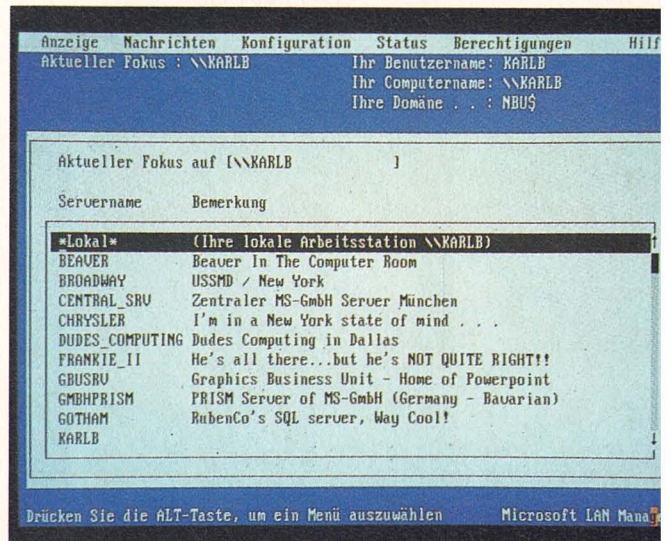 Anzeige Nachrichten Konfiguration Status Berechtigungen Hilf
Aktueller Fokus : \\KARLB Ihr Benutzername: KARLB
Ihr Computername: \\KARLB
Ihre Domäne . . : NBU$
Aktueller Fokus auf [\\KARLB ]
Servername Bemerkung
*Lokal* (Ihre lokale Arbeitsstation \\KARLB)
BEAVER Beaver In The Computer Room
BROADWAY USSMD / New York
CENTRAL_SRV Zentraler MS-GmbH Server München
CHRYSLER I'm in a New York state of mind . . .
DUDES_COMPUTING Dudes Computing in Dallas
FRANKIE_II He's all there...but he's NOT QUITE RIGHT!!
GBUSRV Graphics Business Unit - Home of Powerpoint
GMBHPRISM PRISM Server of MS-GmbH (Germany - Bavarian)
GOTHAM RubenCo's SQL server, Way Cool!
KARLB
Drücken Sie die ALT-Taste, um ein Menü auszuwählen Microsoft LAN Manag